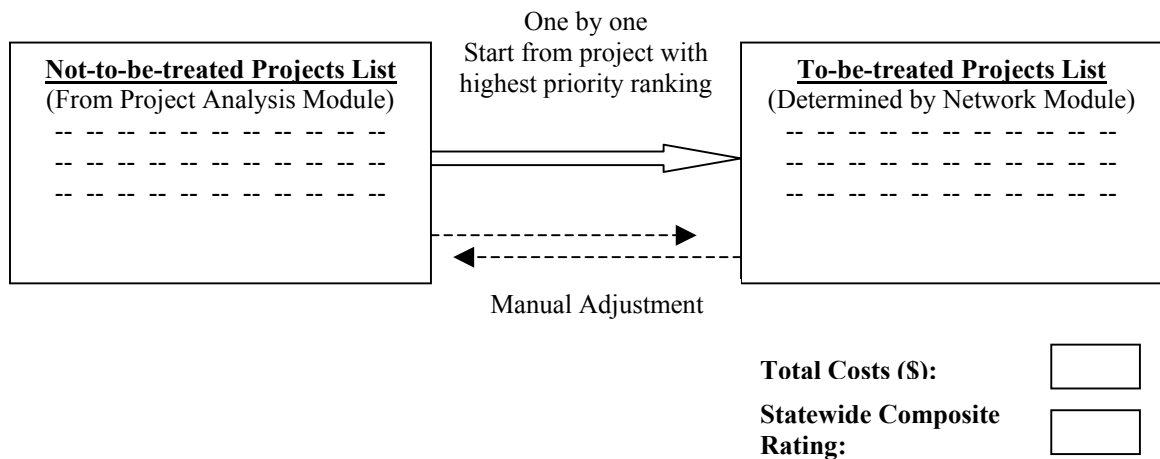 One by one
Start from project with
highest priority ranking
Not-to-be-treated Projects List
(From Project Analysis Module)
-- -- -- -- -- -- -- -- -- -- --
-- -- -- -- -- -- -- -- -- -- --
-- -- -- -- -- -- -- -- -- -- --
To-be-treated Projects List
(Determined by Network Module)
-- -- -- -- -- -- -- -- -- -- --
-- -- -- -- -- -- -- -- -- -- --
-- -- -- -- -- -- -- -- -- -- --
Manual Adjustment
Total Costs ($):
Statewide Composite
Rating: